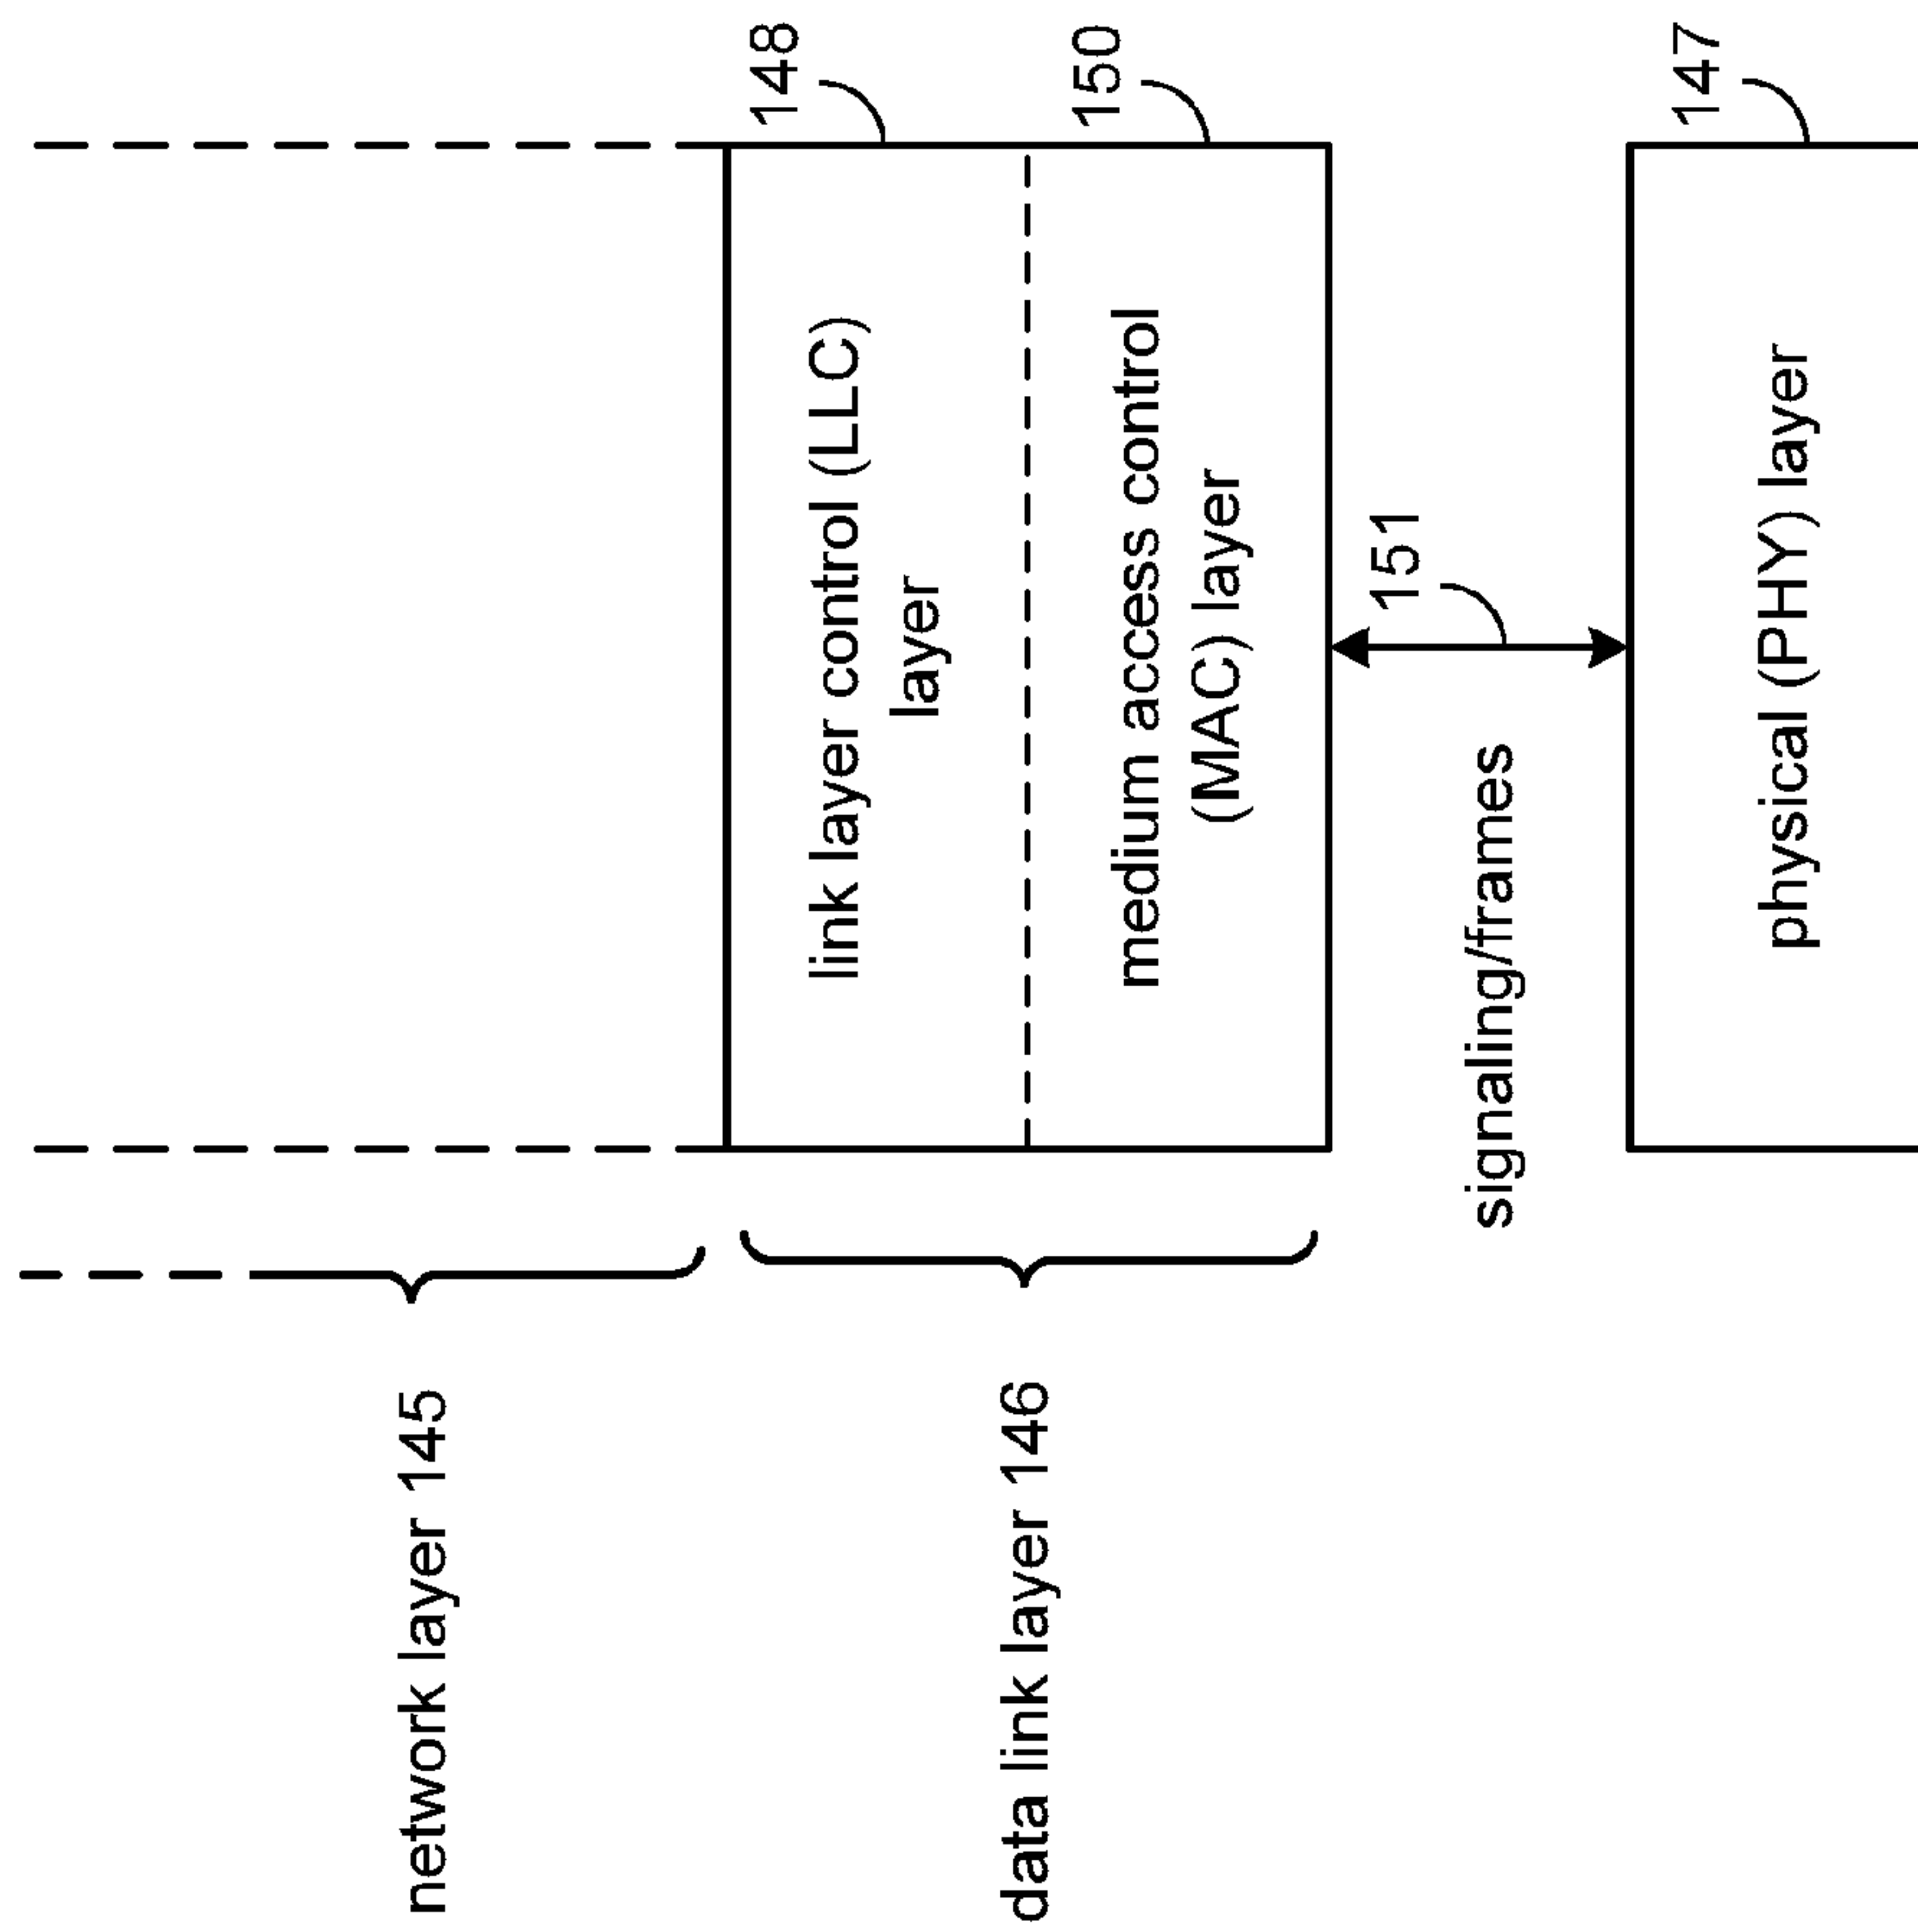 network layer 145
148
link layer control (LLC)
layer
data link layer 146
150
medium access control
(MAC) layer
151
signaling/frames
147
physical (PHY) layer